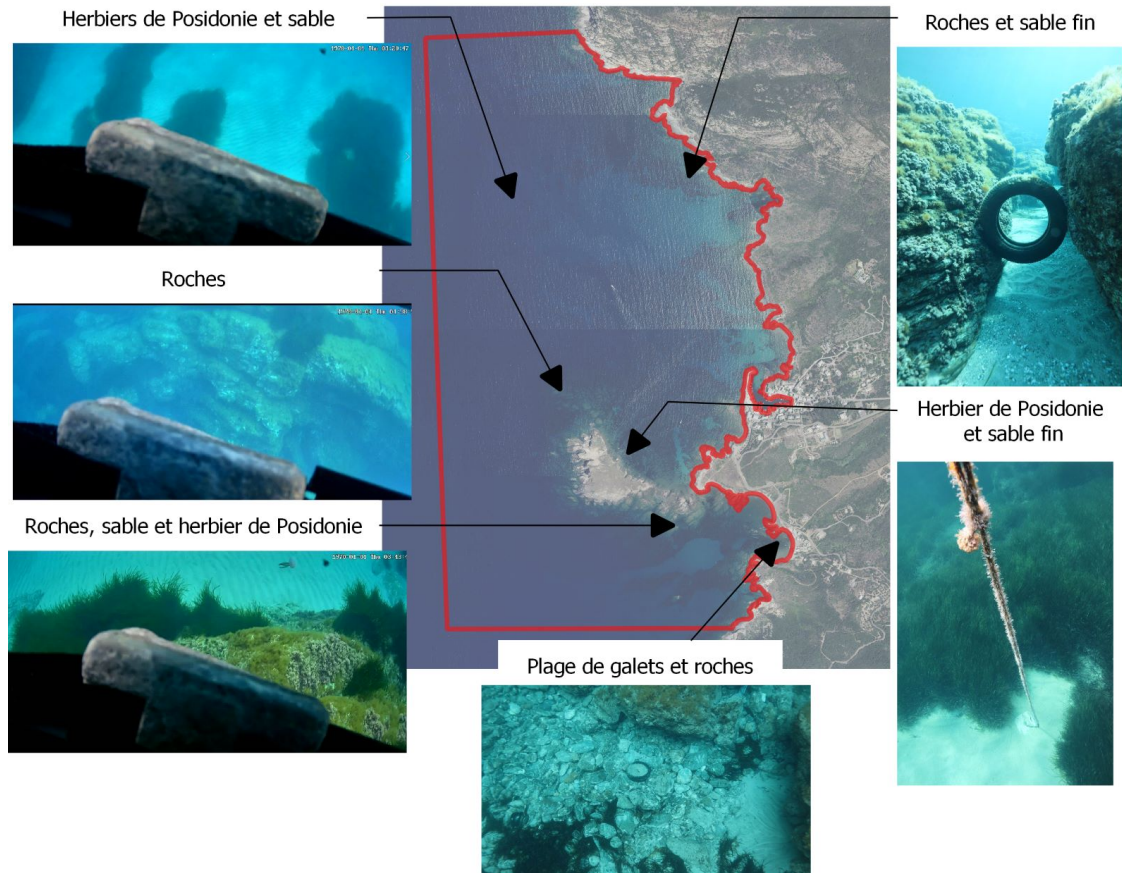 Herbiers de Posidonie et sable
Roches et sable fin
Roches
Herbier de Posidonie
et sable fin
Roches, sable et herbier de Posidonie
Plage de galets et roches